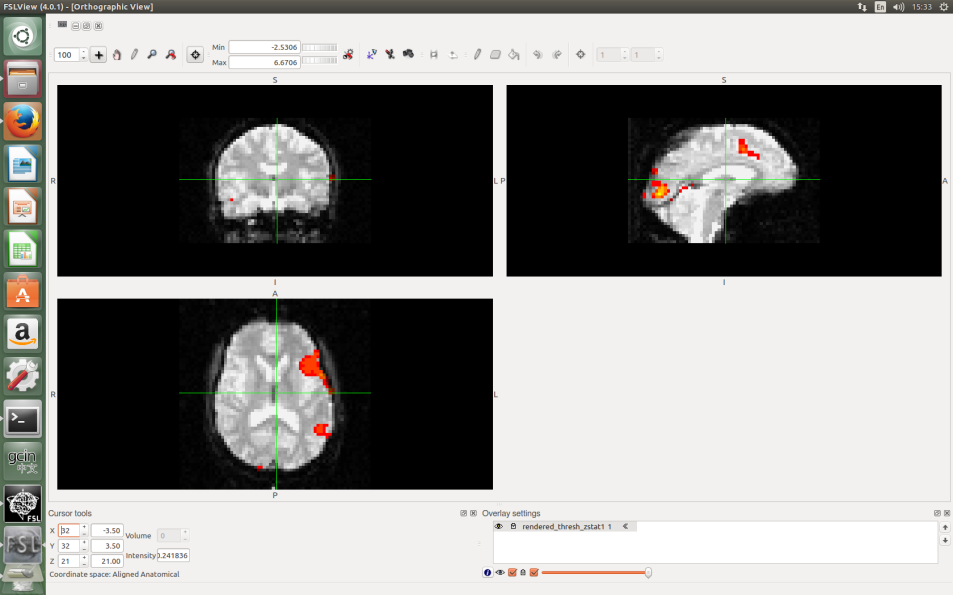 FSLView (4.0.1) - [Orthographic View]
En
15:33
100
Min
-2.5306
Max
6.6706
1
1
S
S
R
L
P
A
I
I
A
R
L
P
Cursor tools
Overlay settings
X
32
-3.50
Volume
0
Y
32
3.50
Intensity
0.241836
Z
21
21.00
Coordinate space: Aligned Anatomical
rendered_thresh_zstat1 1
a
gcin
中文
FSL
FSL